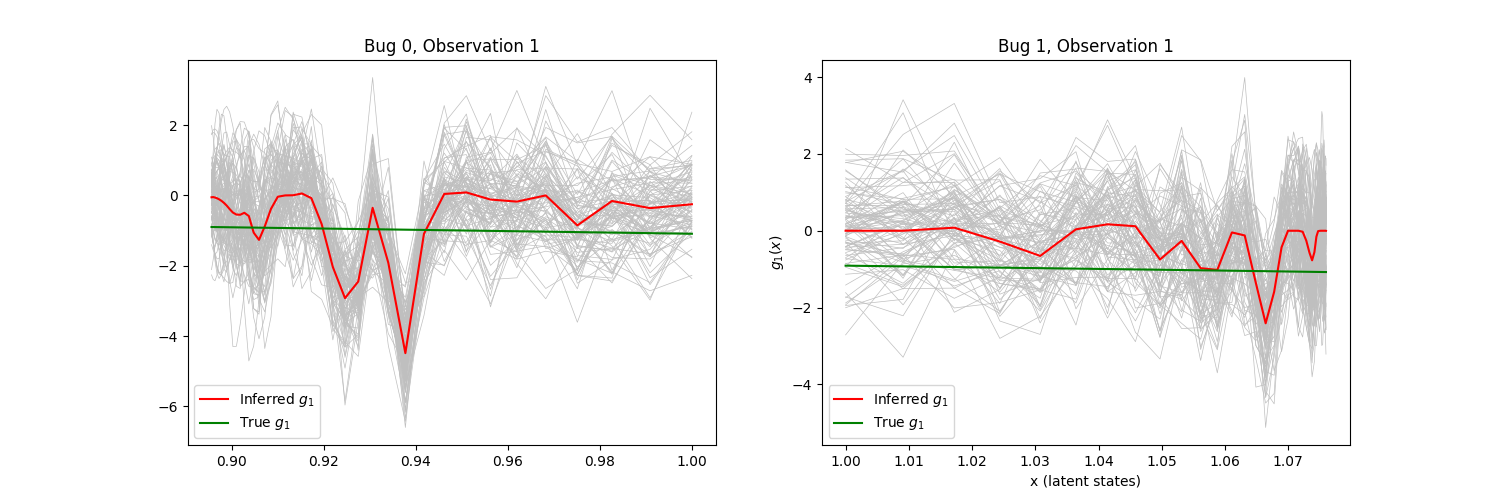 Bug 0, Observation 1
2
0
−2
−4
−6
0.90 0.92 0.94 0.96 0.98 1.00
Inferred g₁
True g₁
Bug 1, Observation 1
g₁(x)
4
2
0
−2
−4
1.00 1.01 1.02 1.03 1.04 1.05 1.06 1.07
x (latent states)
Inferred g₁
True g₁